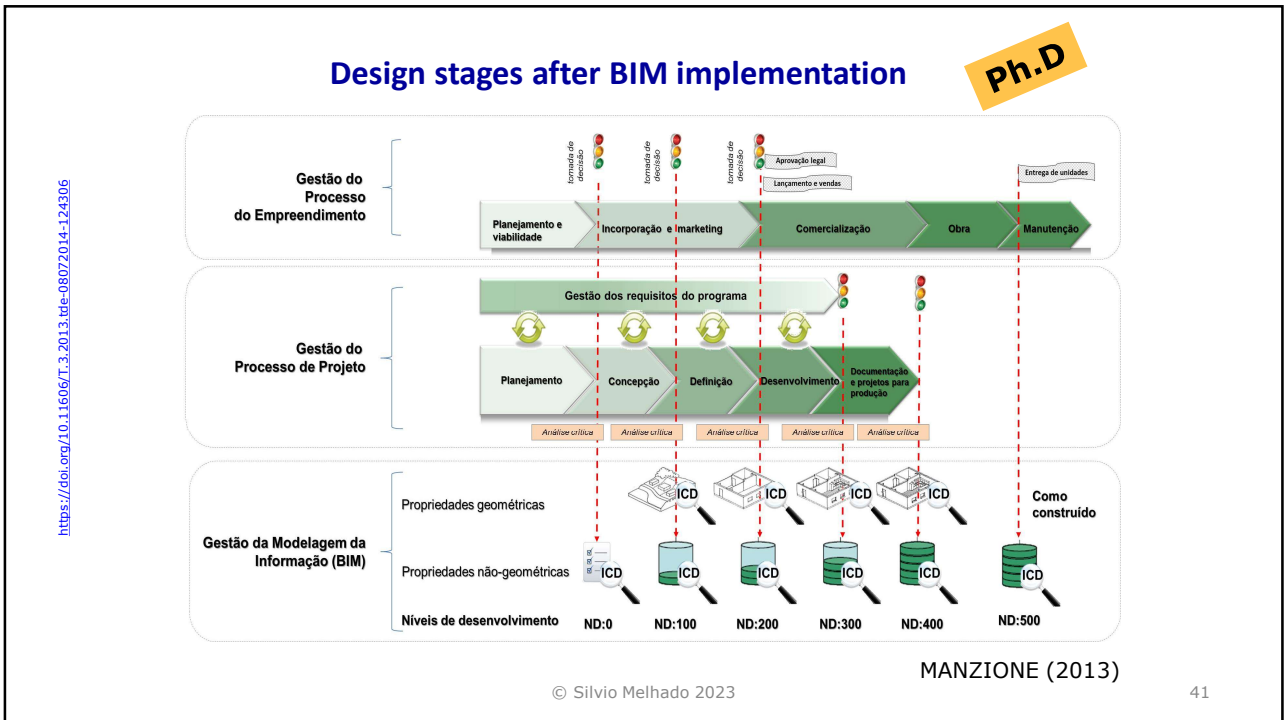 Design stages after BIM implementation
Ph.D
https://doi.org/10.11606/T.3.2013.tde-08072014-124306
Gestão do
Processo
do Empreendimento
tomada de
decisão
tomada de
decisão
tomada de
decisão
Aprovação legal
Lançamento e vendas
Entrega de unidades
Planejamento e
viabilidade
Incorporação e marketing
Comercialização
Obra
Manutenção
Gestão do
Processo de Projeto
Gestão dos requisitos do programa
Planejamento
Concepção
Definição
Desenvolvimento
Documentação
e projetos para
produção
Análise crítica
Análise crítica
Análise crítica
Análise crítica
Análise crítica
Gestão da Modelagem da
Informação (BIM)
Propriedades geométricas
ICD
ICD
ICD
ICD
Como
construído
Propriedades não-geométricas
ICD
ICD
ICD
ICD
ICD
ICD
Níveis de desenvolvimento
ND:0
ND:100
ND:200
ND:300
ND:400
ND:500
MANZIONE (2013)
© Silvio Melhado 2023
41